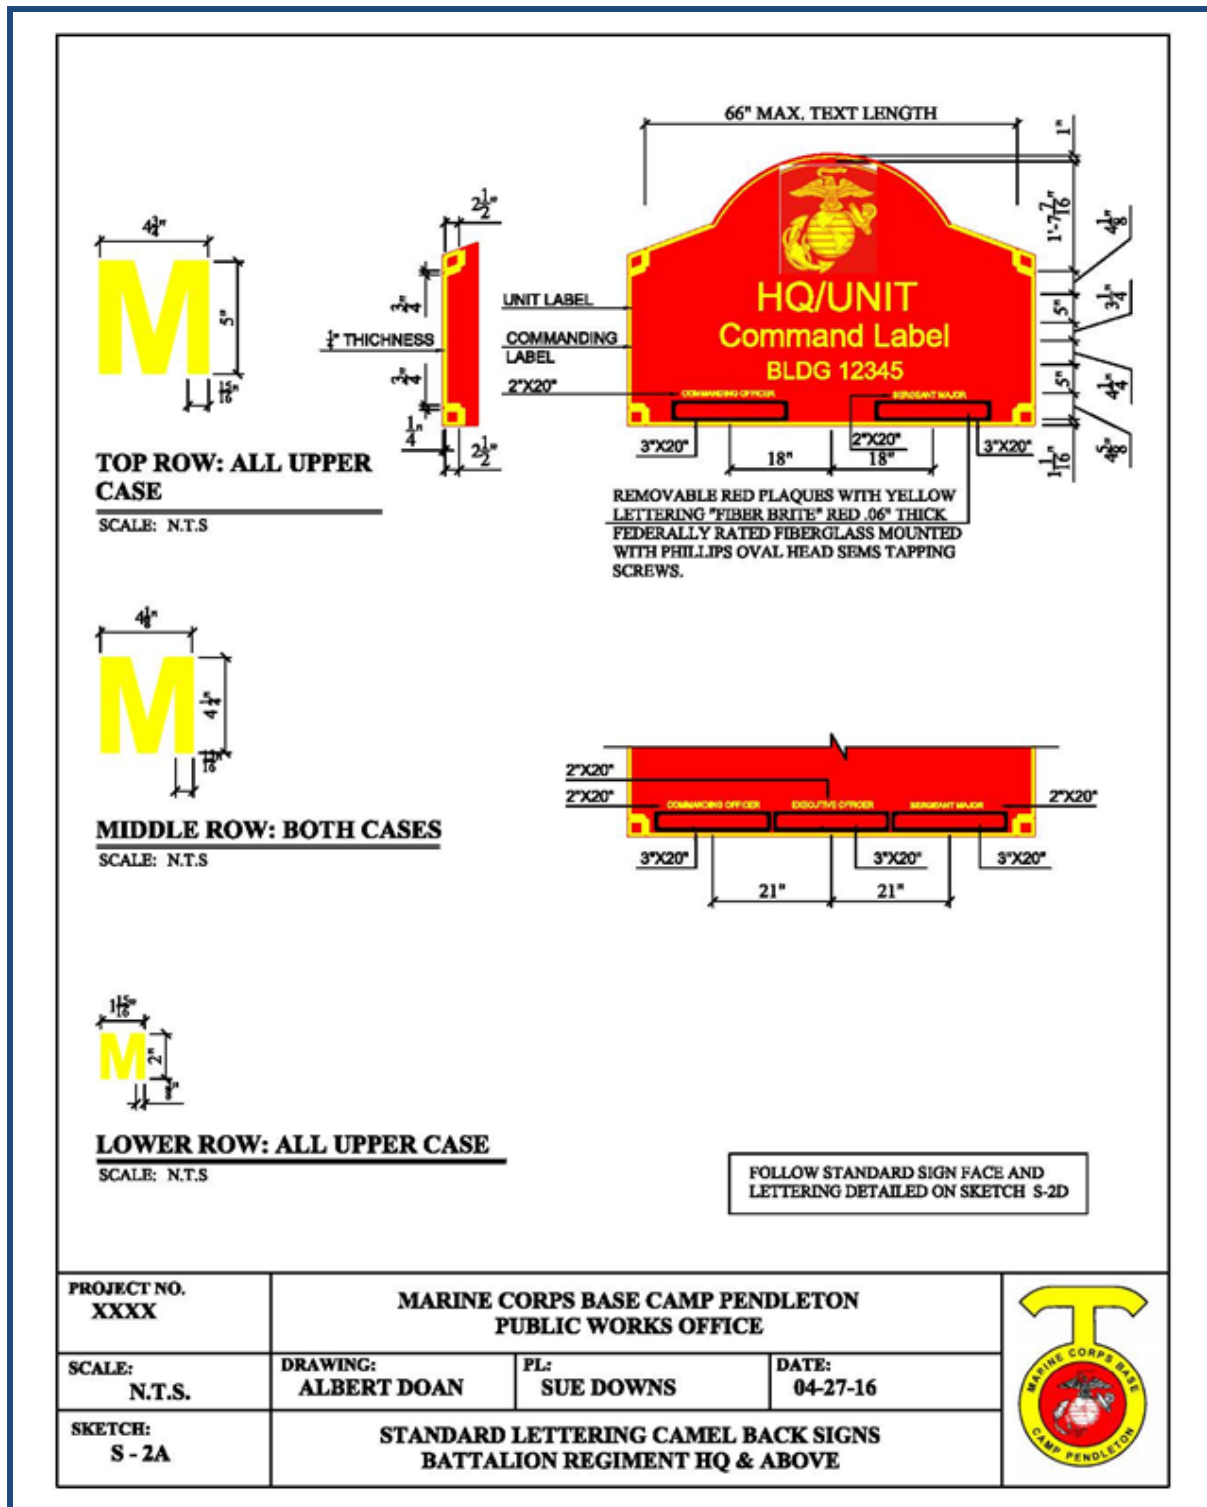 66" MAX. TEXT LENGTH
1"
1'-7 7/16"
4 1/8"
5"
3 1/4"
4 1/4"
5"
4 5/8"
1 1/16"
4 3/4"
M
5"
15/16"
TOP ROW: ALL UPPER
CASE
SCALE: N.T.S
2 1/2"
3/4"
1/2" THICHNESS
3/4"
1/4"
2 1/2"
UNIT LABEL
COMMANDING
LABEL
2"X20"
HQ/UNIT
Command Label
BLDG 12345
COMMANDING OFFICER
SERGEANT MAJOR
3"X20"
2"X20"
3"X20"
18"
18"
REMOVABLE RED PLAQUES WITH YELLOW
LETTERING "FIBER BRITE" RED .06" THICK
FEDERALLY RATED FIBERGLASS MOUNTED
WITH PHILLIPS OVAL HEAD SEMS TAPPING
SCREWS.
4 1/8"
M
4 1/2"
MIDDLE ROW: BOTH CASES
SCALE: N.T.S
2"X20"
2"X20"
COMMANDING OFFICER
EXECUTIVE OFFICER
SERGEANT MAJOR
2"X20"
3"X20"
3"X20"
3"X20"
21"
21"
1 15/16"
M
2"
LOWER ROW: ALL UPPER CASE
SCALE: N.T.S
FOLLOW STANDARD SIGN FACE AND
LETTERING DETAILED ON SKETCH S-2D
PROJECT NO.
XXXX
MARINE CORPS BASE CAMP PENDLETON
PUBLIC WORKS OFFICE
SCALE:
N.T.S.
DRAWING:
ALBERT DOAN
PL:
SUE DOWNS
DATE:
04-27-16
SKETCH:
S - 2A
STANDARD LETTERING CAMEL BACK SIGNS
BATTALION REGIMENT HQ & ABOVE
MARINE CORPS BASE
CAMP PENDLETON